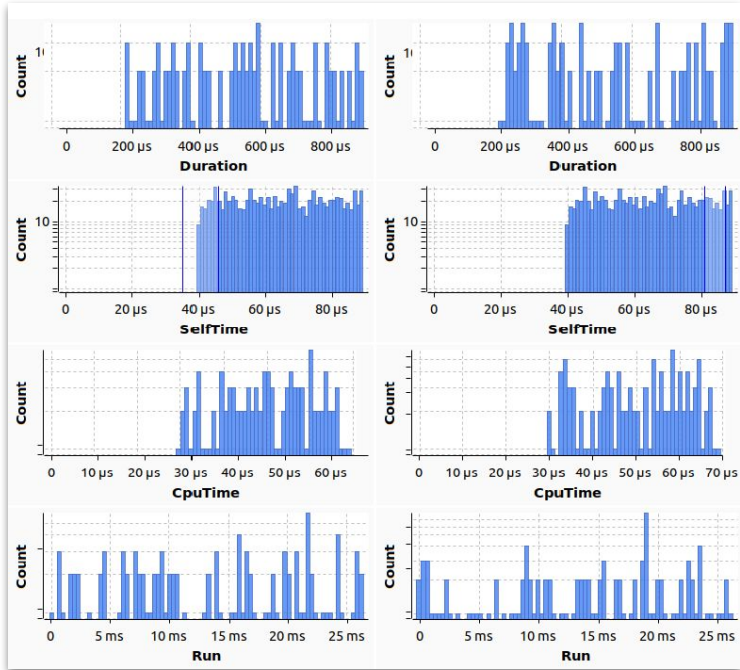 Count 10 Count 10
0 200 µs 400 µs 600 µs 800 µs 0 200 µs 400 µs 600 µs 800 µs
Duration Duration
Count 10 Count 10
0 20 µs 40 µs 60 µs 80 µs 0 20 µs 40 µs 60 µs 80 µs
SelfTime SelfTime
Count Count
0 10 µs 20 µs 30 µs 40 µs 50 µs 60 µs 0 10 µs 20 µs 30 µs 40 µs 50 µs 60 µs 70 µs
CpuTime CpuTime
Count Count
0 5 ms 10 ms 15 ms 20 ms 25 ms 0 5 ms 10 ms 15 ms 20 ms 25 ms
Run Run